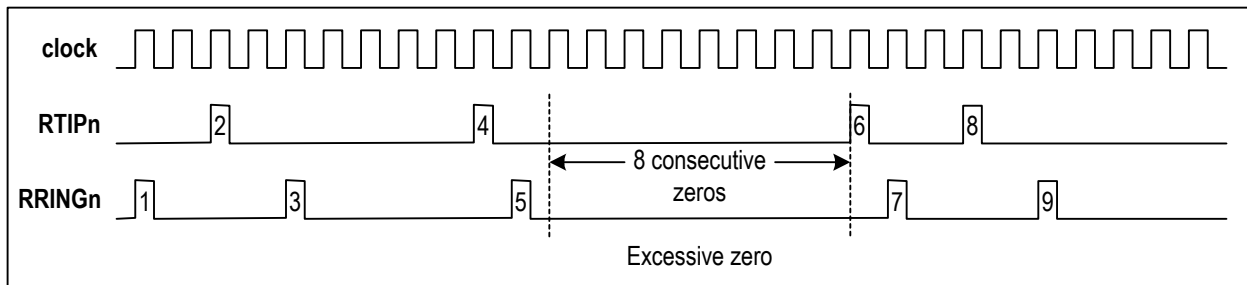 clock
RTIPn
2
4
6
8
8 consecutive
zeros
RRINGn
1
3
5
7
9
Excessive zero